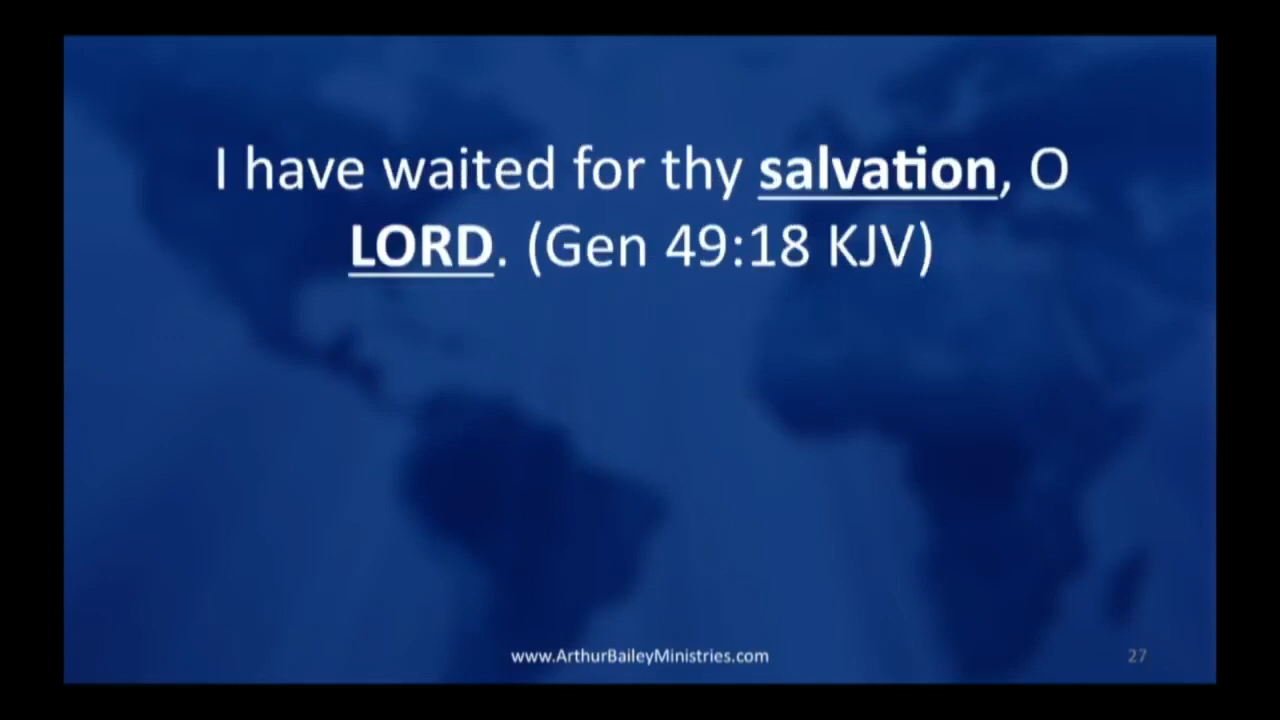 I have waited for thy salvation, O
LORD. (Gen 49:18 KJV)
www.ArthurBaileyMinistries.com
27